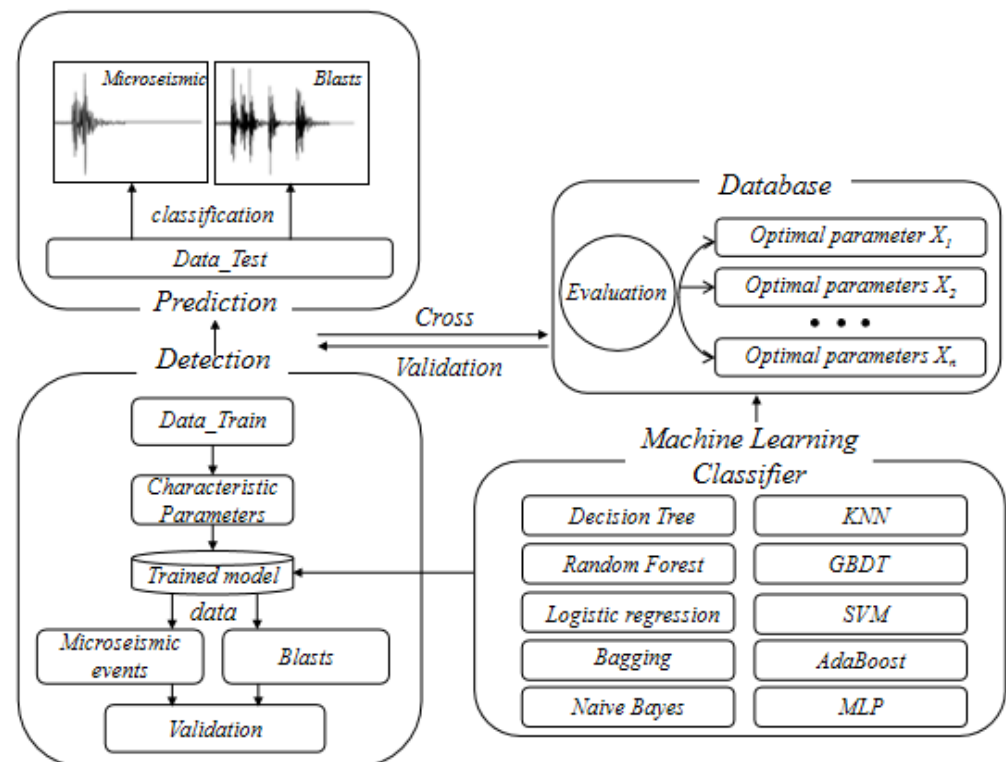 Microseismic
Blasts
classification
Data_Test
Prediction
Detection
Data_Train
Characteristic
Parameters
Trained model
data
Microseismic
events
Blasts
Validation
Cross
Validation
Database
Evaluation
Optimal parameter X₁
Optimal parameters X₂
• • •
Optimal parameters Xₙ
Machine Learning
Classifier
Decision Tree
KNN
Random Forest
GBDT
Logistic regression
SVM
Bagging
AdaBoost
Naive Bayes
MLP